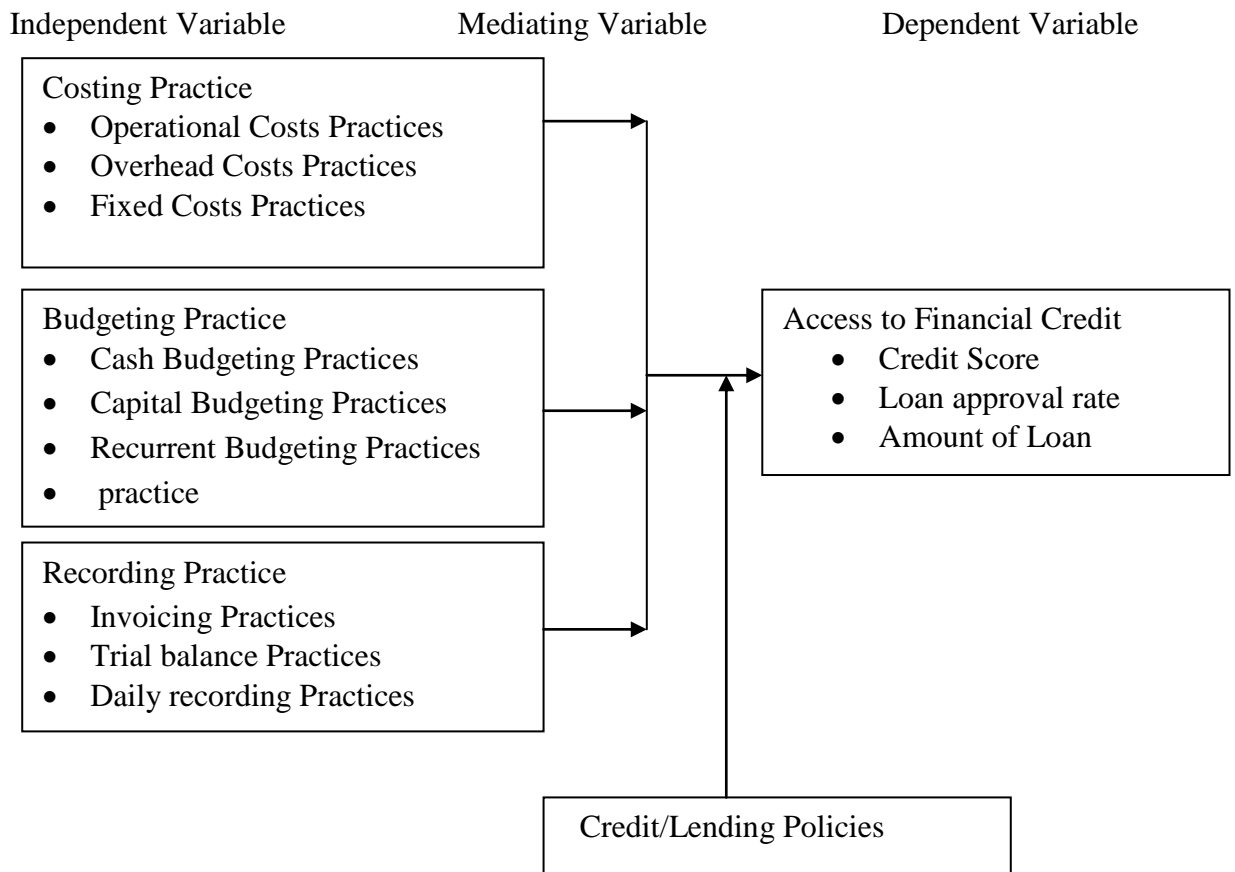 Independent Variable Mediating Variable Dependent Variable
Costing Practice
• Operational Costs Practices
• Overhead Costs Practices
• Fixed Costs Practices
Budgeting Practice
• Cash Budgeting Practices
• Capital Budgeting Practices
• Recurrent Budgeting Practices
• practice
Recording Practice
• Invoicing Practices
• Trial balance Practices
• Daily recording Practices
Access to Financial Credit
• Credit Score
• Loan approval rate
• Amount of Loan
Credit/Lending Policies